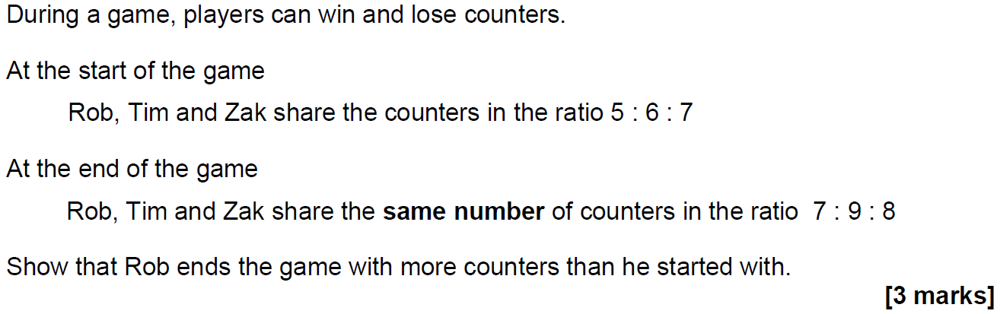 During a game, players can win and lose counters.
At the start of the game
Rob, Tim and Zak share the counters in the ratio 5 : 6 : 7
At the end of the game
Rob, Tim and Zak share the same number of counters in the ratio 7 : 9 : 8
Show that Rob ends the game with more counters than he started with.
[3 marks]